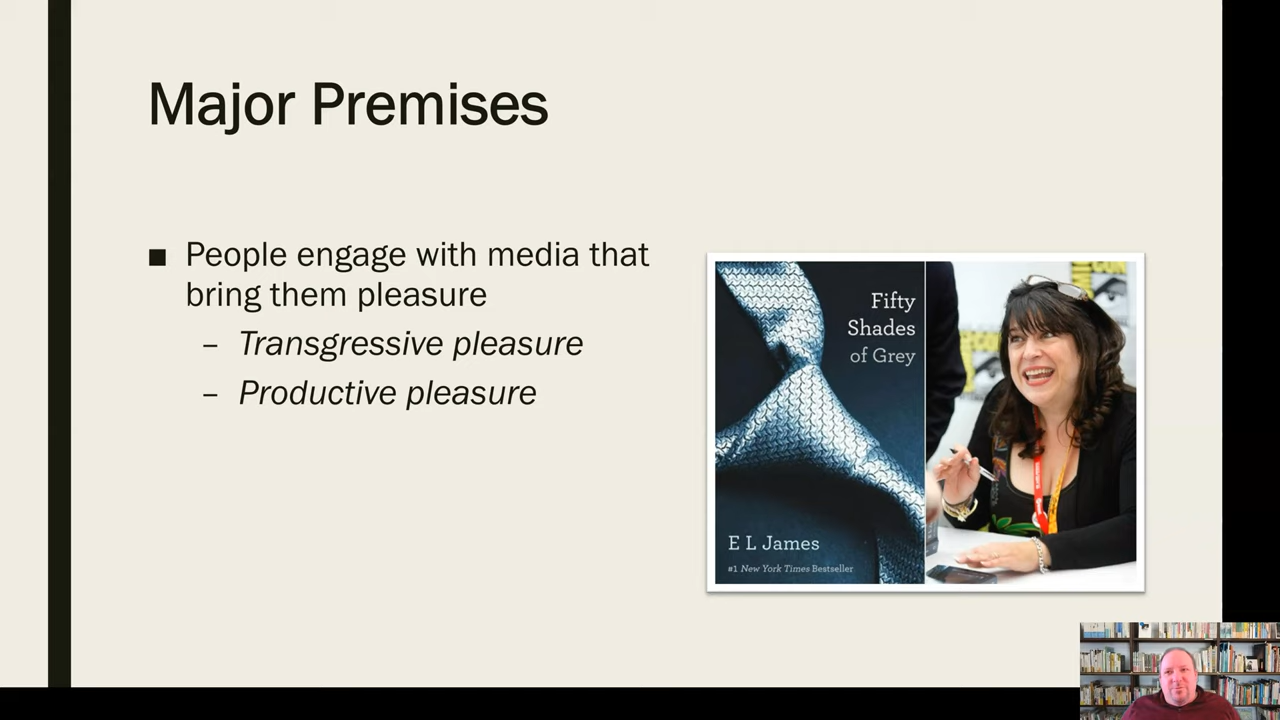 Major Premises
■ People engage with media that
bring them pleasure
– Transgressive pleasure
– Productive pleasure
Fifty
Shades
of Grey
E L James
#1 New York Times Bestseller